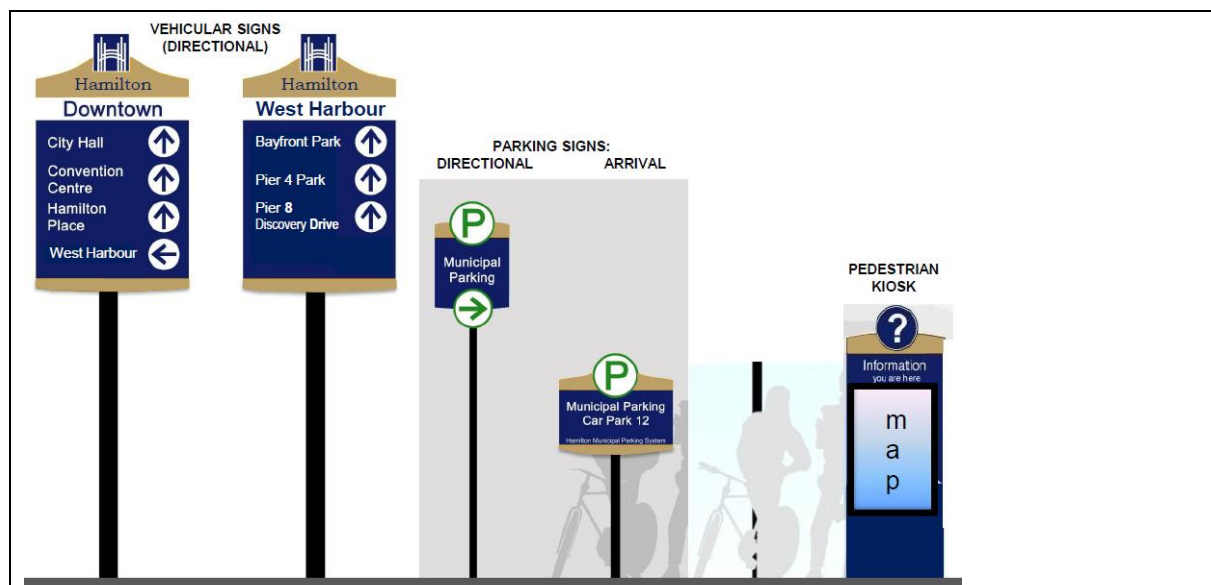 VEHICULAR SIGNS
(DIRECTIONAL)
Hamilton
Downtown
City Hall
Convention
Centre
Hamilton
Place
West Harbour
Hamilton
West Harbour
Bayfront Park
Pier 4 Park
Pier 8
Discovery Drive
PARKING SIGNS:
DIRECTIONAL
ARRIVAL
P
Municipal
Parking
P
Municipal Parking
Car Park 12
Hamilton Municipal Parking System
PEDESTRIAN
KIOSK
?
Information
you are here
m
a
p